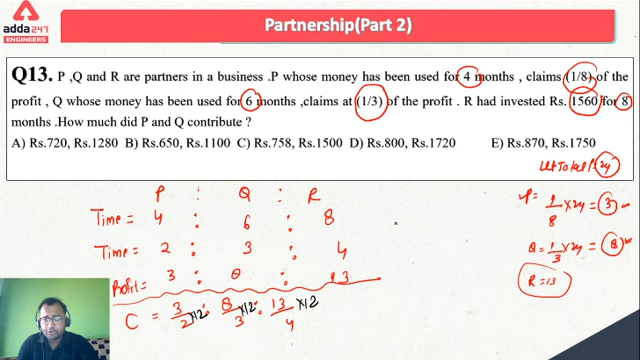 adda247
ENGINEERS
Partnership(Part 2)
Q13. P ,Q and R are partners in a business .P whose money has been used for 4 months , claims (1/8) of the
profit , Q whose money has been used for 6 months ,claims at (1/3) of the profit . R had invested Rs. 1560 for 8
months .How much did P and Q contribute ?
A) Rs.720, Rs.1280 B) Rs.650, Rs.1100 C) Rs.758, Rs.1500 D) Rs.800, Rs.1720 E) Rs.870, Rs.1750
Let Total P= 24
P : Q : R
Time = 4 : 6 : 8
Time = 2 : 3 : 4
Profit = 3 : 8 : 13
C = 3/2 ×12 : 8/3 ×12 : 13/4 ×12
P = 1/8 × 24 = 3
Q = 1/3 × 24 = 8
R = 13